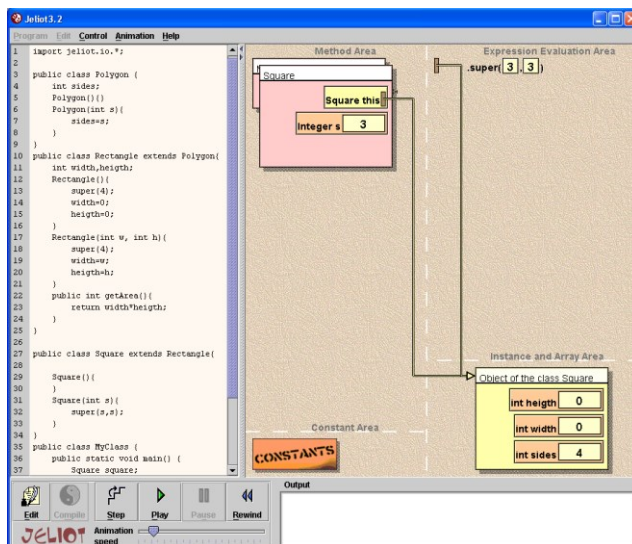 Jeliot3.2
Program Edit Control Animation Help
1 import jeliot.io.*;
2
3 public class Polygon {
4 int sides;
5 Polygon(){}
6 Polygon(int s){
7 sides=s;
8 }
9 }
10 public class Rectangle extends Polygon{
11 int width,heigth;
12 Rectangle(){
13 super(4);
14 width=0;
15 heigth=0;
16 }
17 Rectangle(int w, int h){
18 super(4);
19 width=w;
20 heigth=h;
21 }
22 public int getArea(){
23 return width*heigth;
24 }
25 }
26
27 public class Square extends Rectangle{
28
29 Square(){
30 }
31 Square(int s){
32 super(s,s);
33 }
34 }
35 public class MyClass {
36 public static void main() {
37 Square square;
Method Area
Square
Square this
integer s 3
Expression Evaluation Area
.super( 3 , 3 )
Constant Area
CONSTANTS
Instance and Array Area
Object of the class Square
int heigth 0
int width 0
int sides 4
Edit Compile Step Play Pause Rewind
JELIOT Animation speed
Output